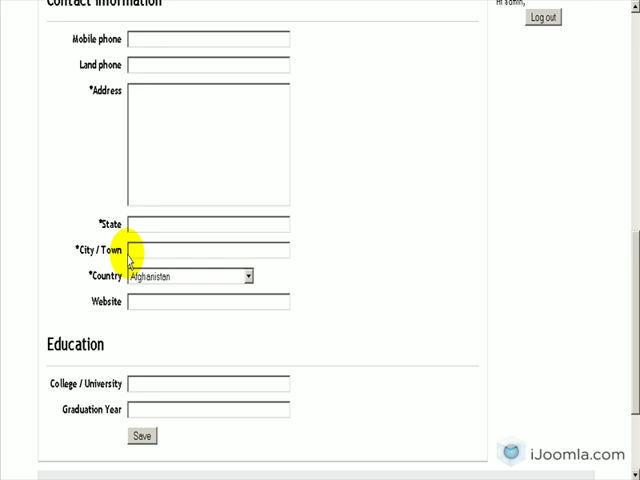 Contact Information
Hi admin,
Log out
Mobile phone
Land phone
*Address
*State
*City / Town
*Country Afghanistan
Website
Education
College / University
Graduation Year
Save
iJoomla.com